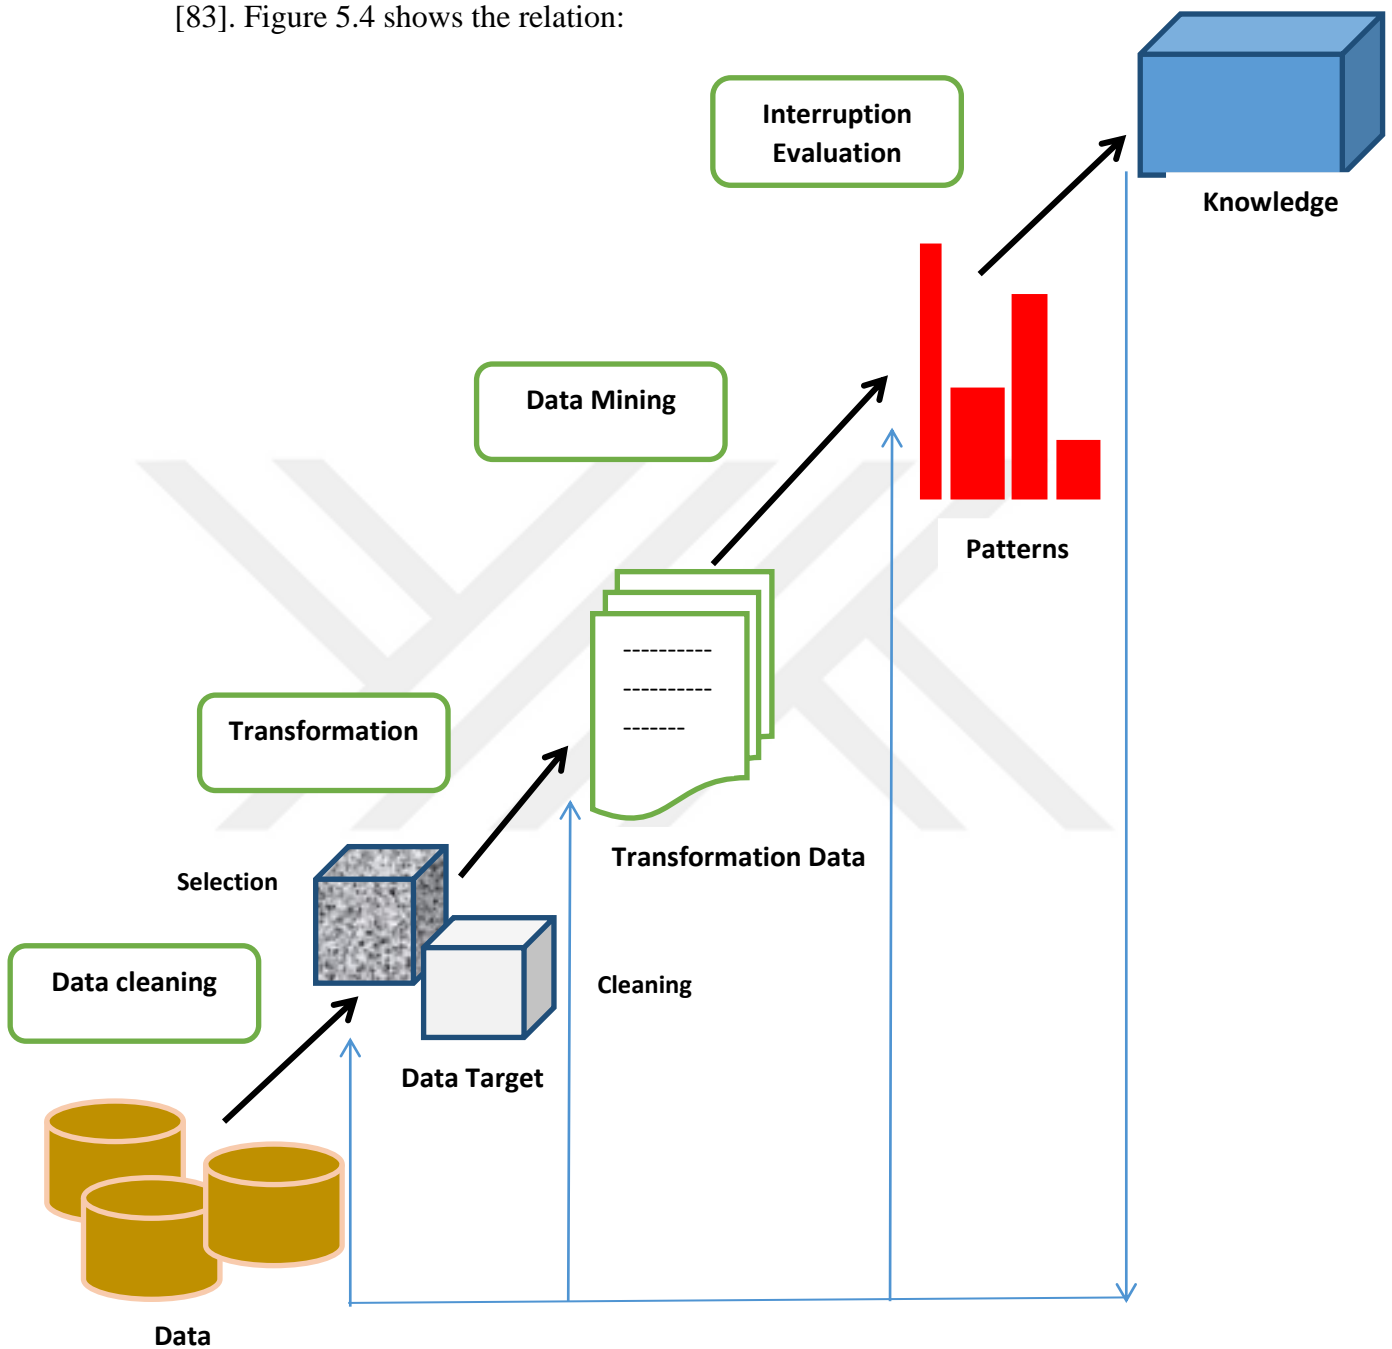 [83]. Figure 5.4 shows the relation:
Interruption
Evaluation
Knowledge
Data Mining
Patterns
----------
----------
-------
Transformation
Transformation Data
Selection
Data cleaning
Cleaning
Data Target
Data